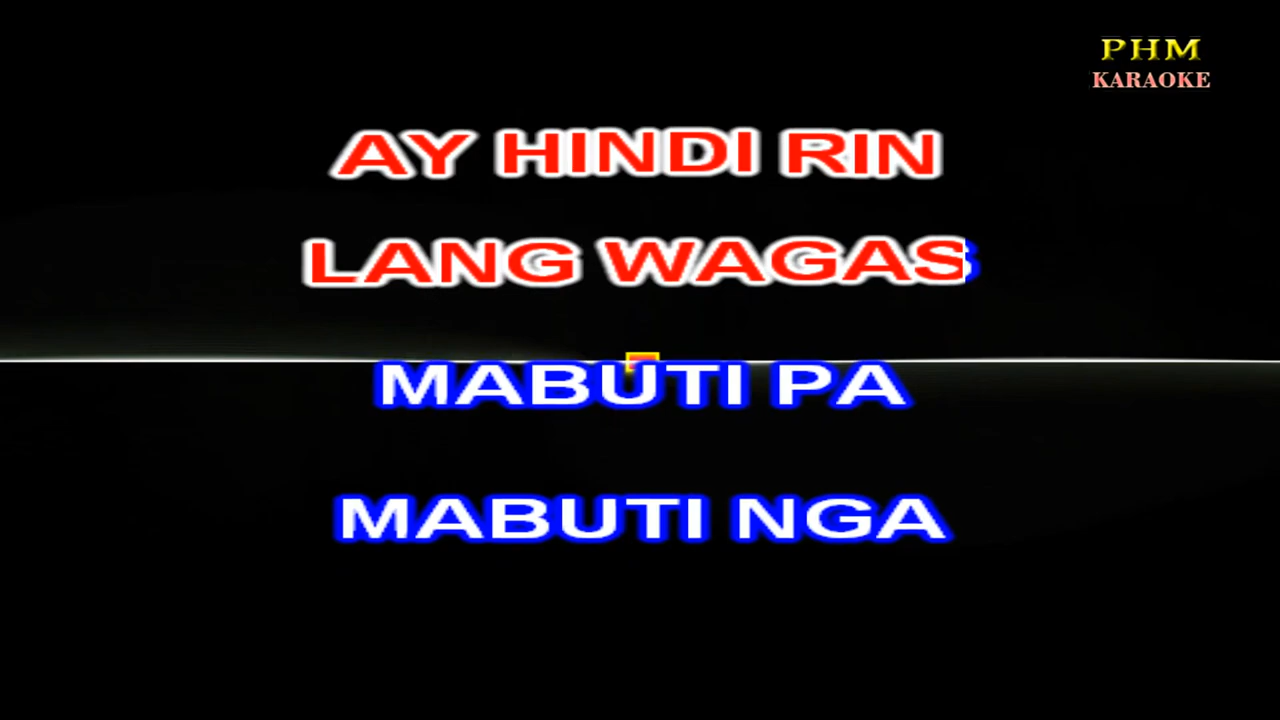 PHM
KARAOKE
AY HINDI RIN
LANG WAGAS
MABUTI PA
MABUTI NGA